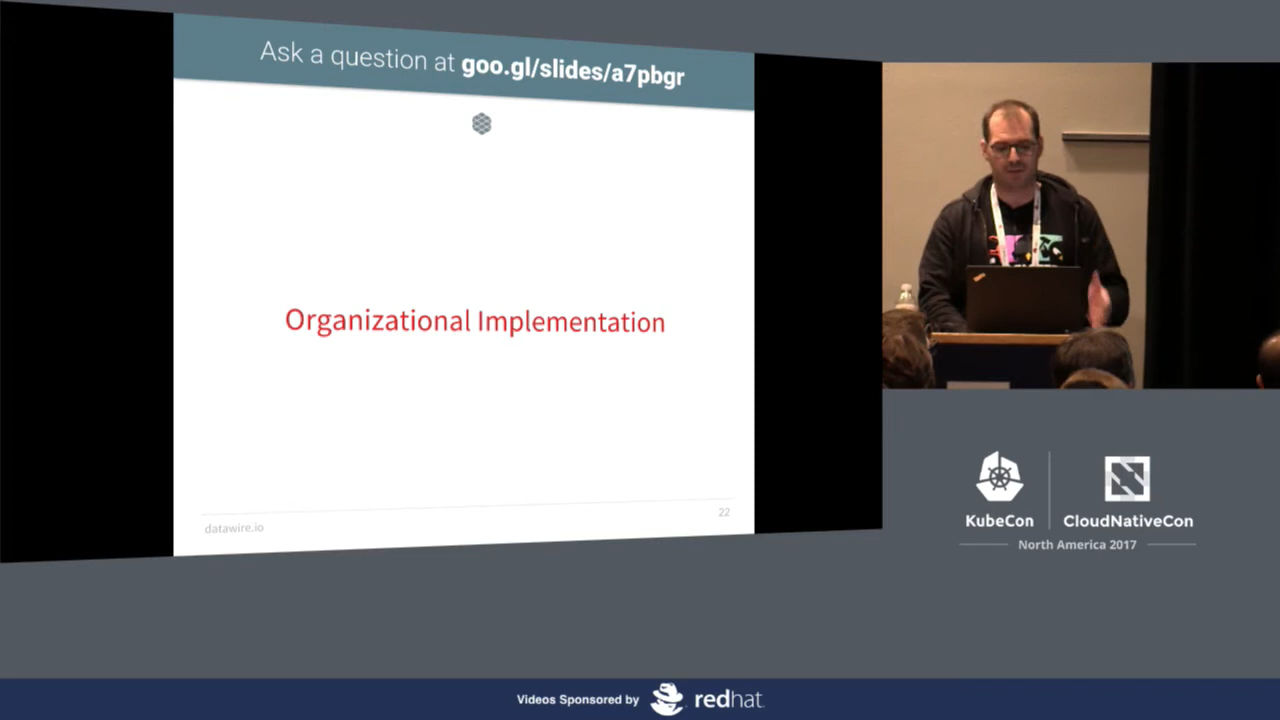 Ask a question at goo.gl/slides/a7pbgr
Organizational Implementation
datawire.io
22
KubeCon
CloudNativeCon
North America 2017
Videos Sponsored by
redhat